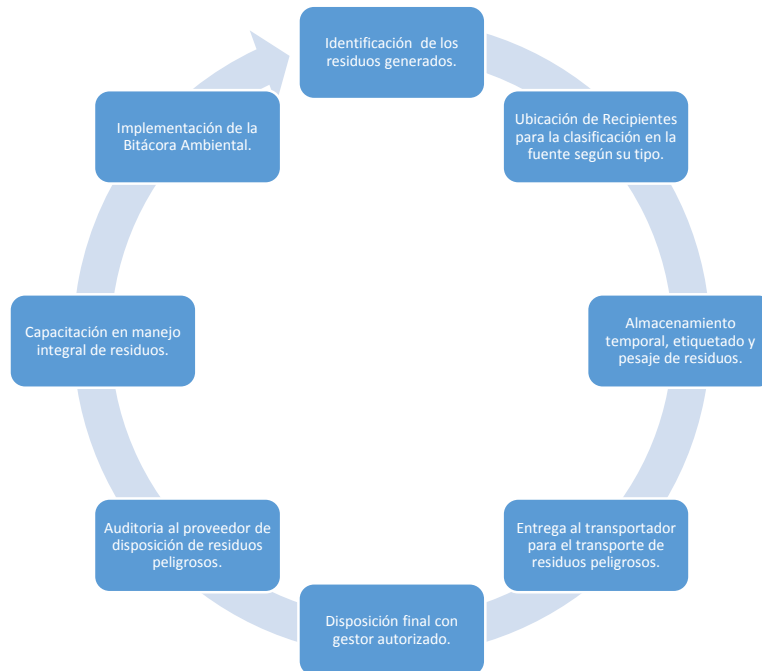 Identificación de los
residuos generados.
Ubicación de Recipientes
para la clasificación en la
fuente según su tipo.
Almacenamiento
temporal, etiquetado y
pesaje de residuos.
Entrega al transportador
para el transporte de
residuos peligrosos.
Disposición final con
gestor autorizado.
Auditoria al proveedor de
disposición de residuos
peligrosos.
Capacitación en manejo
integral de residuos.
Implementación de la
Bitácora Ambiental.